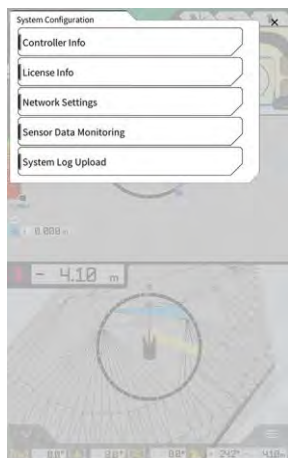 System Configuration
×
Controller Info
License Info
Network Settings
Sensor Data Monitoring
System Log Upload
0.000
- 4.10 m